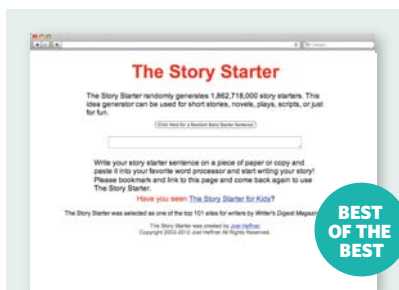 The Story Starter
The Story Starter randomly generates 1,862,718,000 story starters. This
idea generator can be used for short stories, novels, plays, scripts, or just
for fun.
Click Here for a Random Story Starter Sentence
Write your story starter sentence on a piece of paper or copy and
paste it into your favorite word processor and start writing your story!
Please bookmark and link to this page and come back again to use
The Story Starter.
Have you seen The Story Starter for Kids?
The Story Starter was selected as one of the top 101 sites for writers by Writer's Digest Magazine
The Story Starter was created by Joel Heffner.
Copyright 2003-2012 Joel Heffner All Rights Reserved.
BEST
OF THE
BEST